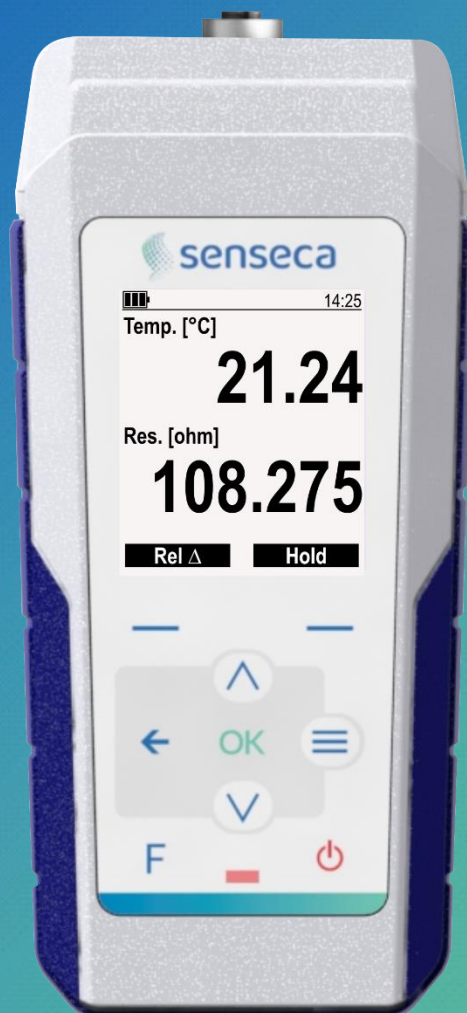 senseca
14:25
Temp. [°C]
21.24
Res. [ohm]
108.275
Rel Δ Hold
OK
F